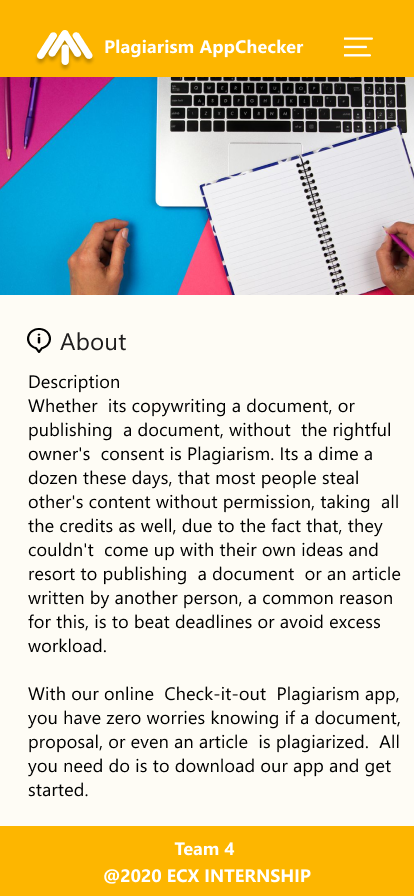 Plagiarism AppChecker
About
Description
Whether its copywriting a document, or
publishing a document, without the rightful
owner's consent is Plagiarism. Its a dime a
dozen these days, that most people steal
other's content without permission, taking all
the credits as well, due to the fact that, they
couldn't come up with their own ideas and
resort to publishing a document or an article
written by another person, a common reason
for this, is to beat deadlines or avoid excess
workload.
With our online Check-it-out Plagiarism app,
you have zero worries knowing if a document,
proposal, or even an article is plagiarized. All
you need do is to download our app and get
started.
Team 4
@2020 ECX INTERNSHIP